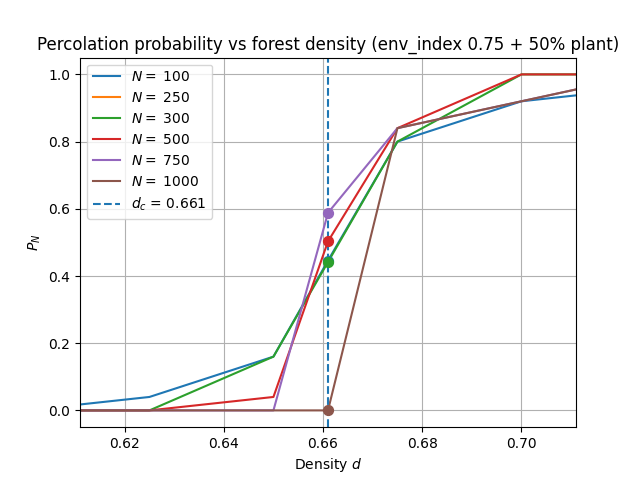 Percolation probability vs forest density (env_index 0.75 + 50% plant)
1.0
0.8
0.6
0.4
0.2
0.0
P_N
N = 100
N = 250
N = 300
N = 500
N = 750
N = 1000
d_c = 0.661
0.62 0.64 0.66 0.68 0.70
Density d